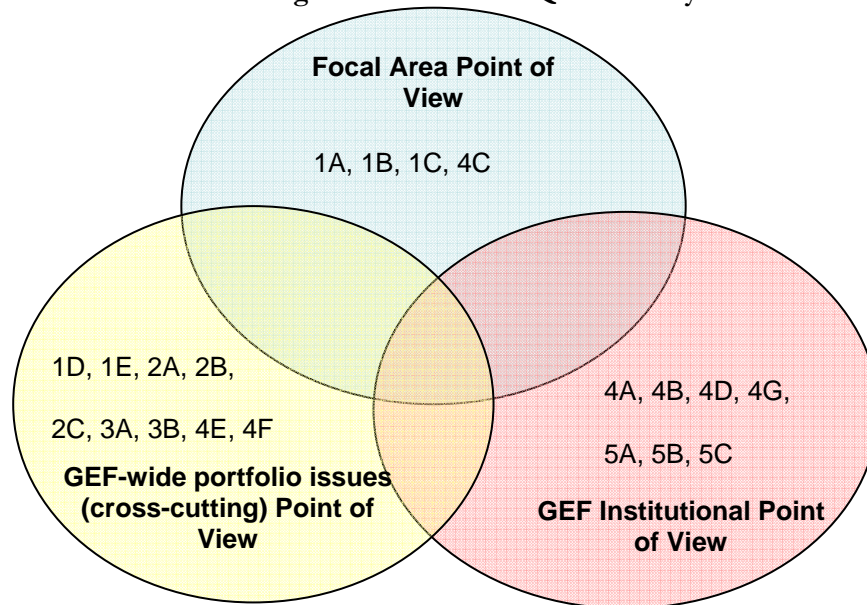 Focal Area Point of
View
1A, 1B, 1C, 4C
1D, 1E, 2A, 2B,
2C, 3A, 3B, 4E, 4F
GEF-wide portfolio issues
(cross-cutting) Point of
View
4A, 4B, 4D, 4G,
5A, 5B, 5C
GEF Institutional Point
of View